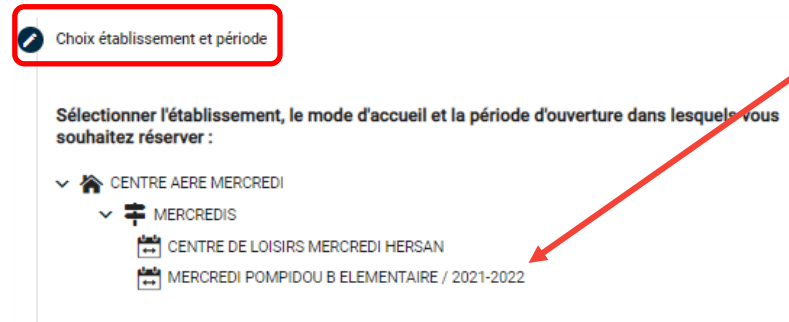 Choix établissement et période
Sélectionner l'établissement, le mode d'accueil et la période d'ouverture dans lesquels vous
souhaitez réserver :
CENTRE AERE MERCREDI
MERCREDIS
CENTRE DE LOISIRS MERCREDI HERSAN
MERCREDI POMPIDOU B ELEMENTAIRE / 2021-2022